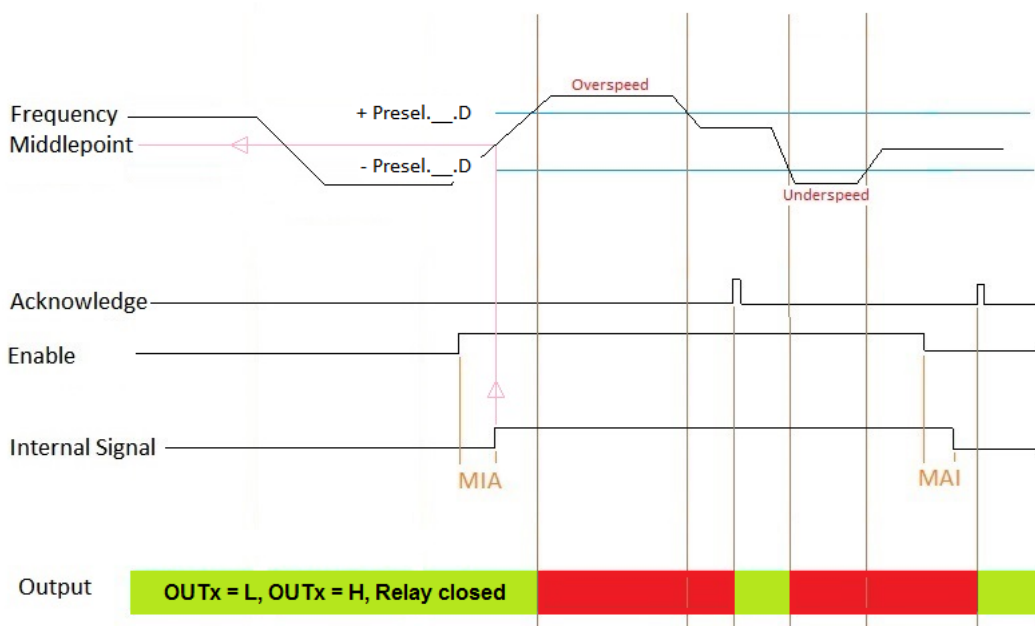 Overspeed
Frequency
+ Presel.__.D
Middlepoint
- Presel.__.D
Underspeed
Acknowledge
Enable
Internal Signal
MIA
MAI
Output
OUTx = L, OUTx = H, Relay closed